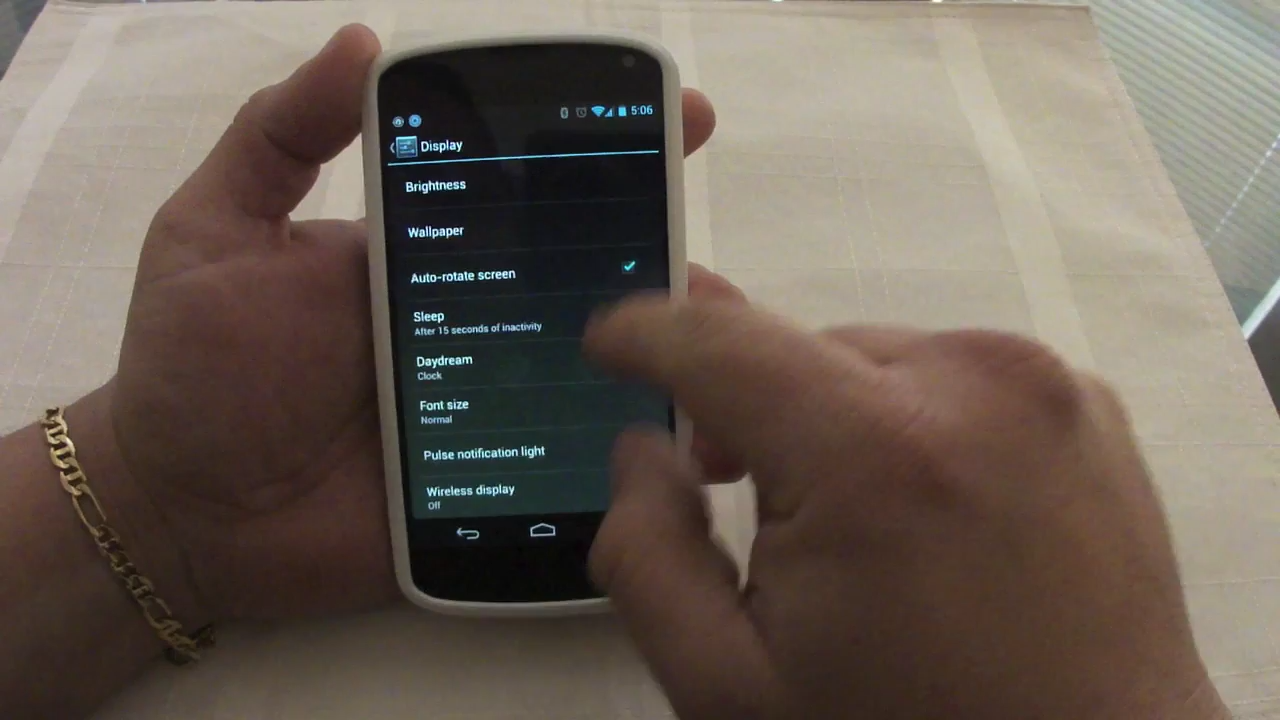 5:06
Display
Brightness
Wallpaper
Auto-rotate screen
Sleep
After 15 seconds of inactivity
Daydream
Clock
Font size
Normal
Pulse notification light
Wireless display
Off